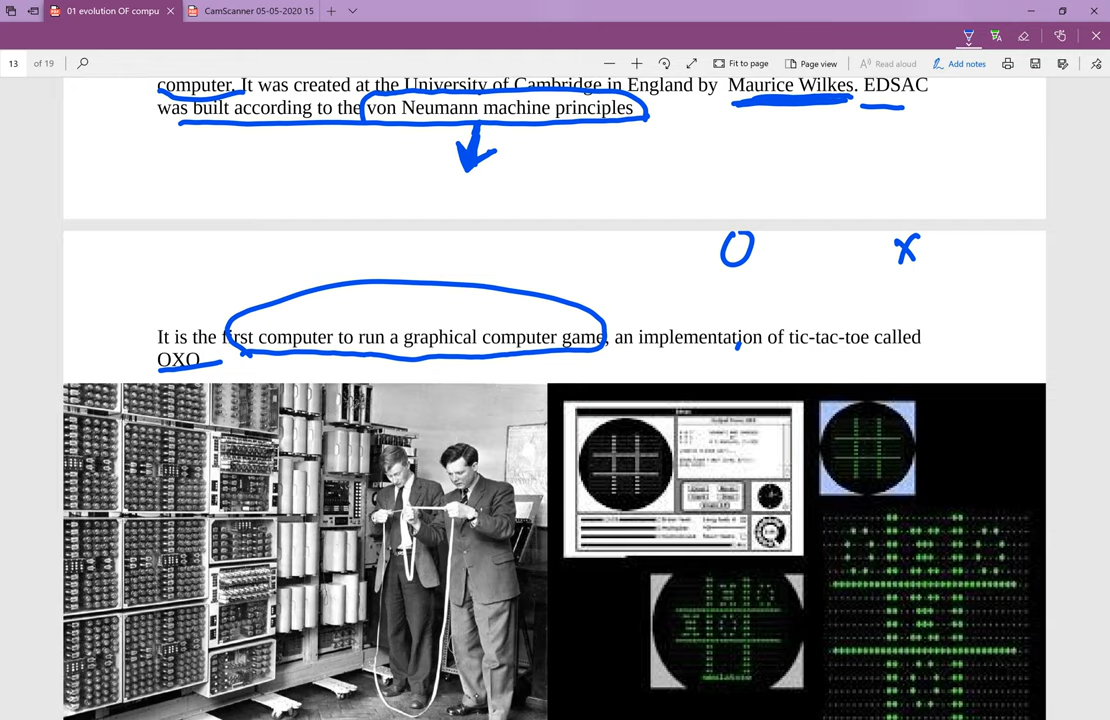 01 evolution OF compu
CamScanner 05-05-2020 15
13 of 19
Fit to page
Page view
Read aloud
Add notes
computer. It was created at the University of Cambridge in England by Maurice Wilkes. EDSAC
was built according to the von Neumann machine principles
O X
It is the first computer to run a graphical computer game, an implementation of tic-tac-toe called
OXO